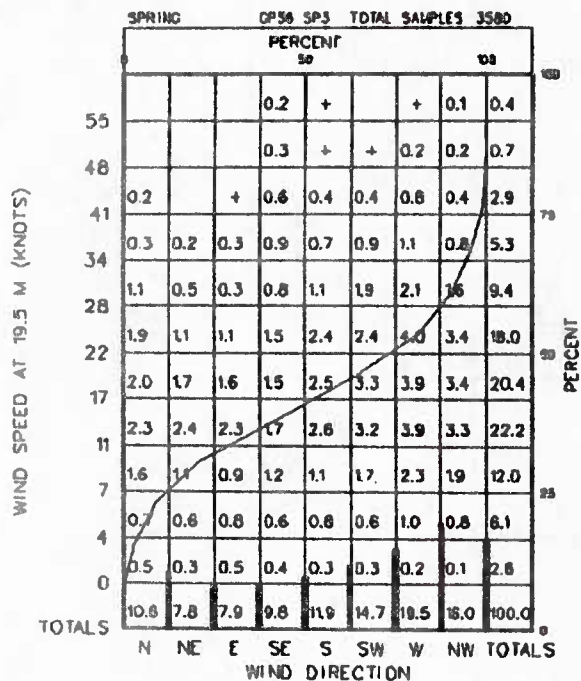 SPRING GP56 SP3 TOTAL SAMPLES 3580
PERCENT
0 50 100
0.2 + + 0.1 0.4
55
0.3 + + 0.2 0.2 0.7
48
0.2 + 0.6 0.4 0.4 0.8 0.4 2.9
41
0.3 0.2 0.3 0.9 0.7 0.9 1.1 0.8 5.3
34
1.1 0.5 0.3 0.8 1.1 1.9 2.1 1.6 9.4
28
1.9 1.1 1.1 1.5 2.4 2.4 4.0 3.4 18.0
22
2.0 1.7 1.6 1.5 2.5 3.3 3.9 3.4 20.4
17
2.3 2.4 2.3 1.7 2.6 3.2 3.9 3.3 22.2
11
1.6 1.1 0.9 1.2 1.1 1.7 2.3 1.9 12.0
7
0.7 0.6 0.8 0.6 0.8 0.6 1.0 0.8 6.1
4
0.5 0.3 0.5 0.4 0.3 0.3 0.2 0.1 2.6
0
TOTALS 10.6 7.8 7.9 9.8 11.9 14.7 19.5 18.0 100.0
N NE E SE S SW W NW TOTALS
WIND DIRECTION
WIND SPEED AT 19.5 M (KNOTS)
100
75
50
25
0
PERCENT